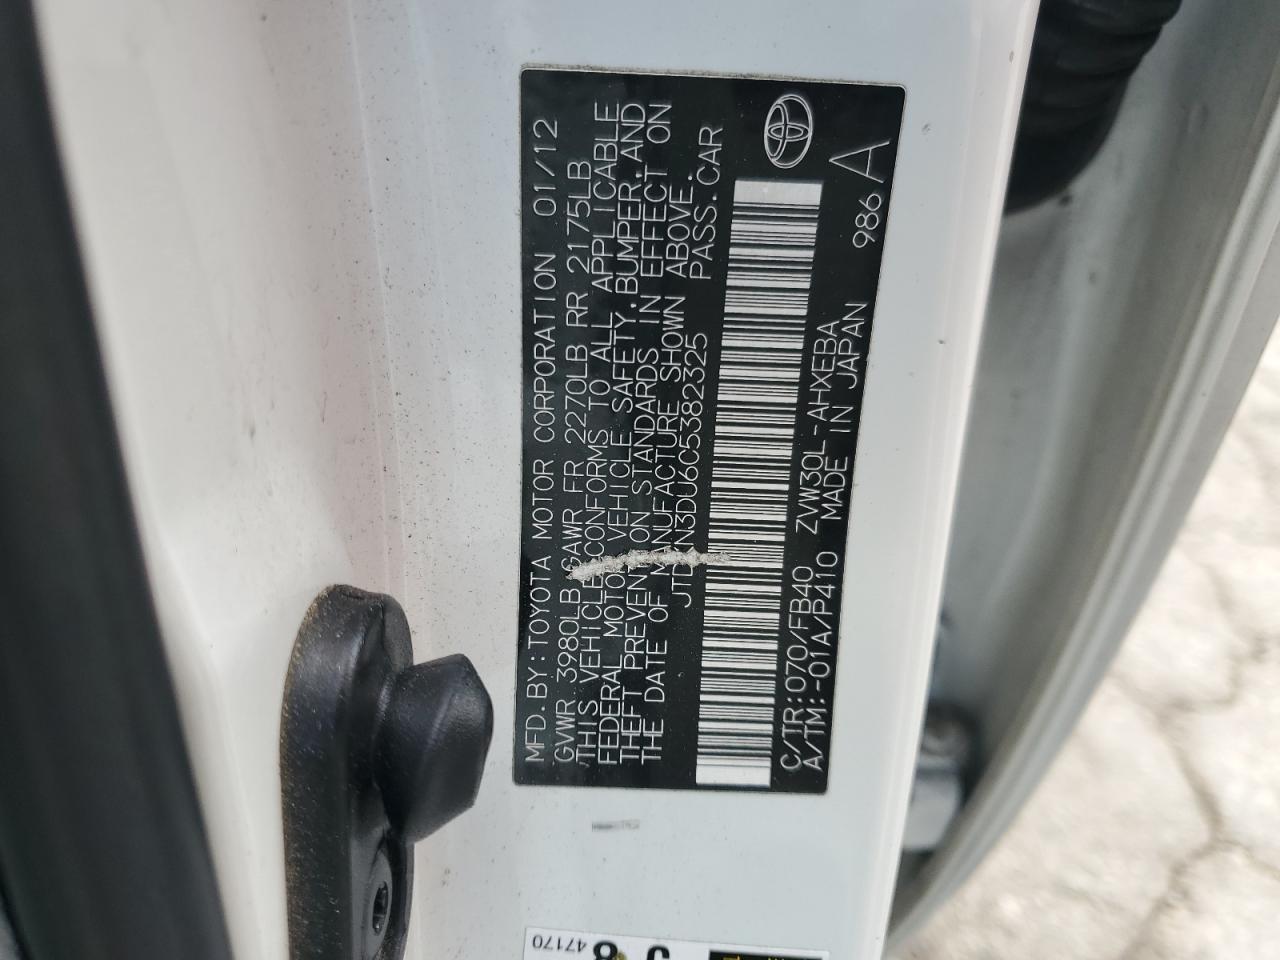 MFD.BY:TOYOTA MOTOR CORPORATION 01/12
GVWR 3980LB GAWR FR 2270LB RR 2175LB
THIS VEHICLE CONFORMS TO ALL APPLICABLE
FEDERAL MOTOR VEHICLE SAFETY.BUMPER.AND
THEFT PREVENTION STANDARDS IN EFFECT ON
THE DATE OF MANUFACTURE SHOWN ABOVE.
PASS.CAR
C/TR:070/FB40 ZVW30L-AHXEBA 986 A
A/TM:-01A/P410 MADE IN JAPAN
47170
8
J